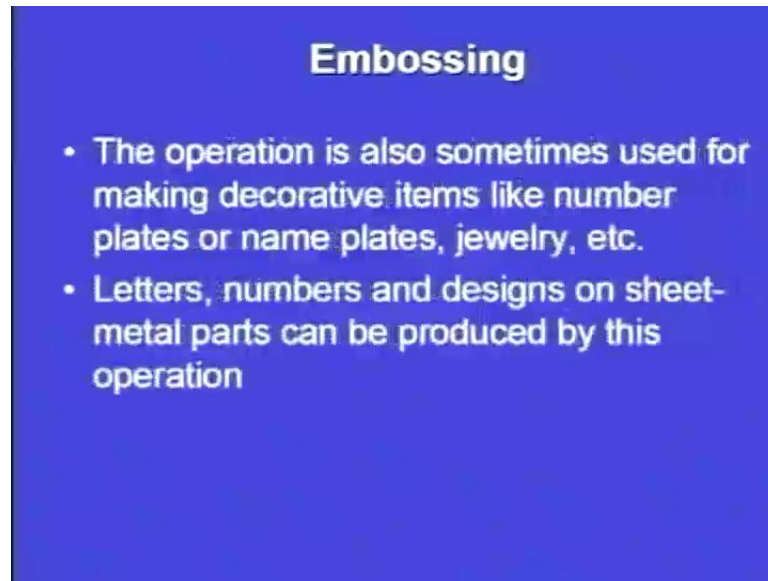 Embossing
• The operation is also sometimes used for
making decorative items like number
plates or name plates, jewelry, etc.
• Letters, numbers and designs on sheet-
metal parts can be produced by this
operation